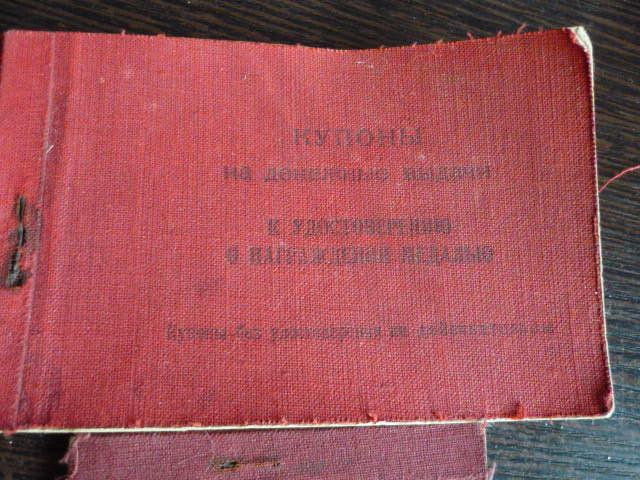 КУПОНЫ
на денежные выдачи
К УДОСТОВЕРЕНИЮ
О НАГРАЖДЕНИИ МЕДАЛЬЮ
Купоны без удостоверения не действительны